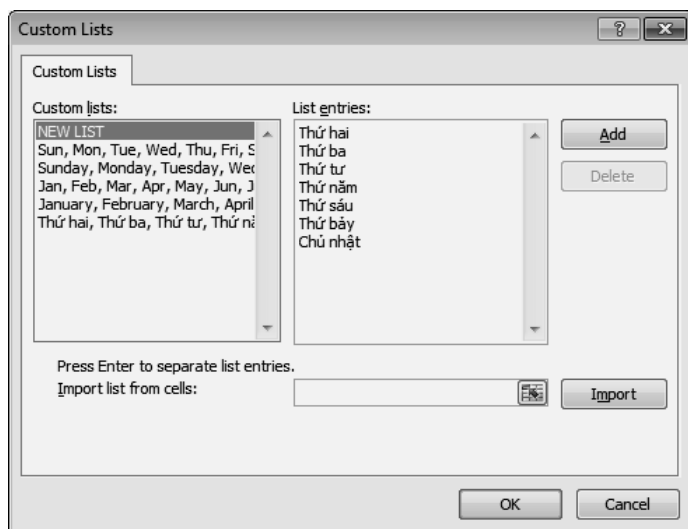 Custom Lists
Custom Lists
Custom lists:
NEW LIST
Sun, Mon, Tue, Wed, Thu, Fri, S
Sunday, Monday, Tuesday, Wed
Jan, Feb, Mar, Apr, May, Jun, J
January, February, March, April
Thứ hai, Thứ ba, Thứ tư, Thứ nă
List entries:
Thứ hai
Thứ ba
Thứ tư
Thứ năm
Thứ sáu
Thứ bảy
Chủ nhật
Add
Delete
Press Enter to separate list entries.
Import list from cells:
Import
OK
Cancel